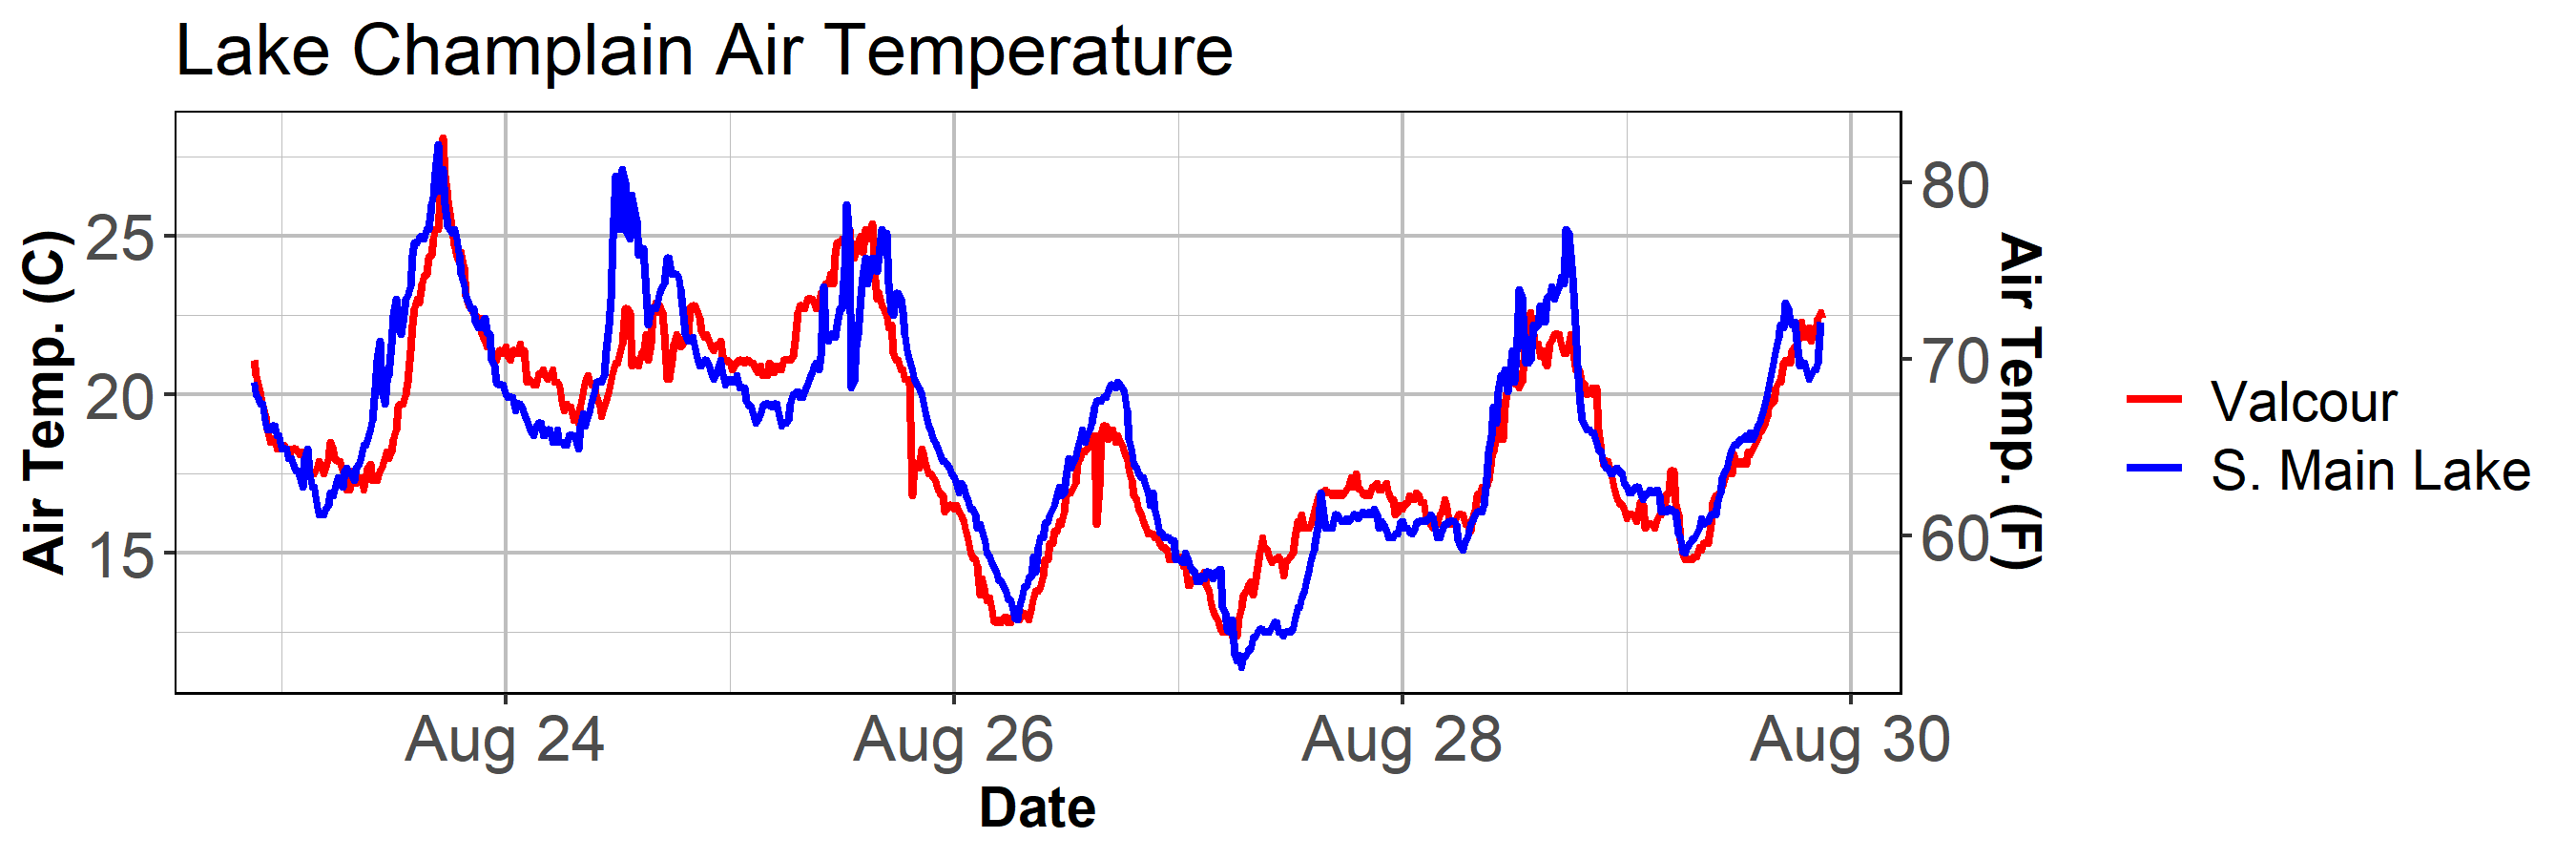 Lake Champlain Air Temperature
Air Temp. (C)
25
20
15
80
70
60
Air Temp. (F)
Aug 24
Aug 26
Aug 28
Aug 30
Date
Valcour
S. Main Lake